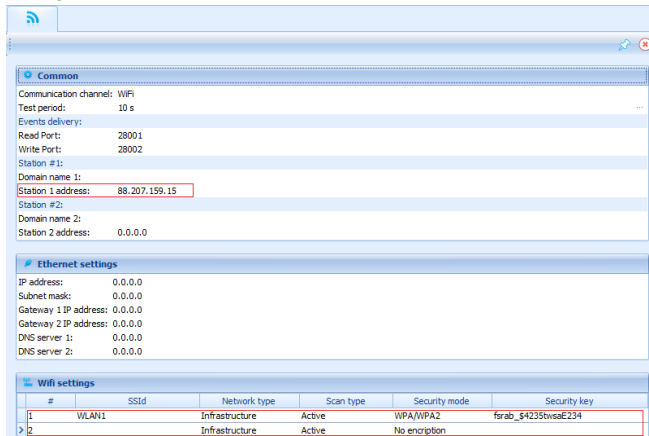 Common
Communication channel: WiFi
Test period: 10 s ...
Events delivery:
Read Port: 28001
Write Port: 28002
Station #1:
Domain name 1:
Station 1 address: 88.207.159.15
Station #2:
Domain name 2:
Station 2 address: 0.0.0.0
Ethernet settings
IP address: 0.0.0.0
Subnet mask: 0.0.0.0
Gateway 1 IP address: 0.0.0.0
Gateway 2 IP address: 0.0.0.0
DNS server 1: 0.0.0.0
DNS server 2: 0.0.0.0
Wifi settings
# SSId Network type Scan type Security mode Security key
1 WLAN1 Infrastructure Active WPA/WPA2 fsrab_$4235twsaE234
2 Infrastructure Active No encription